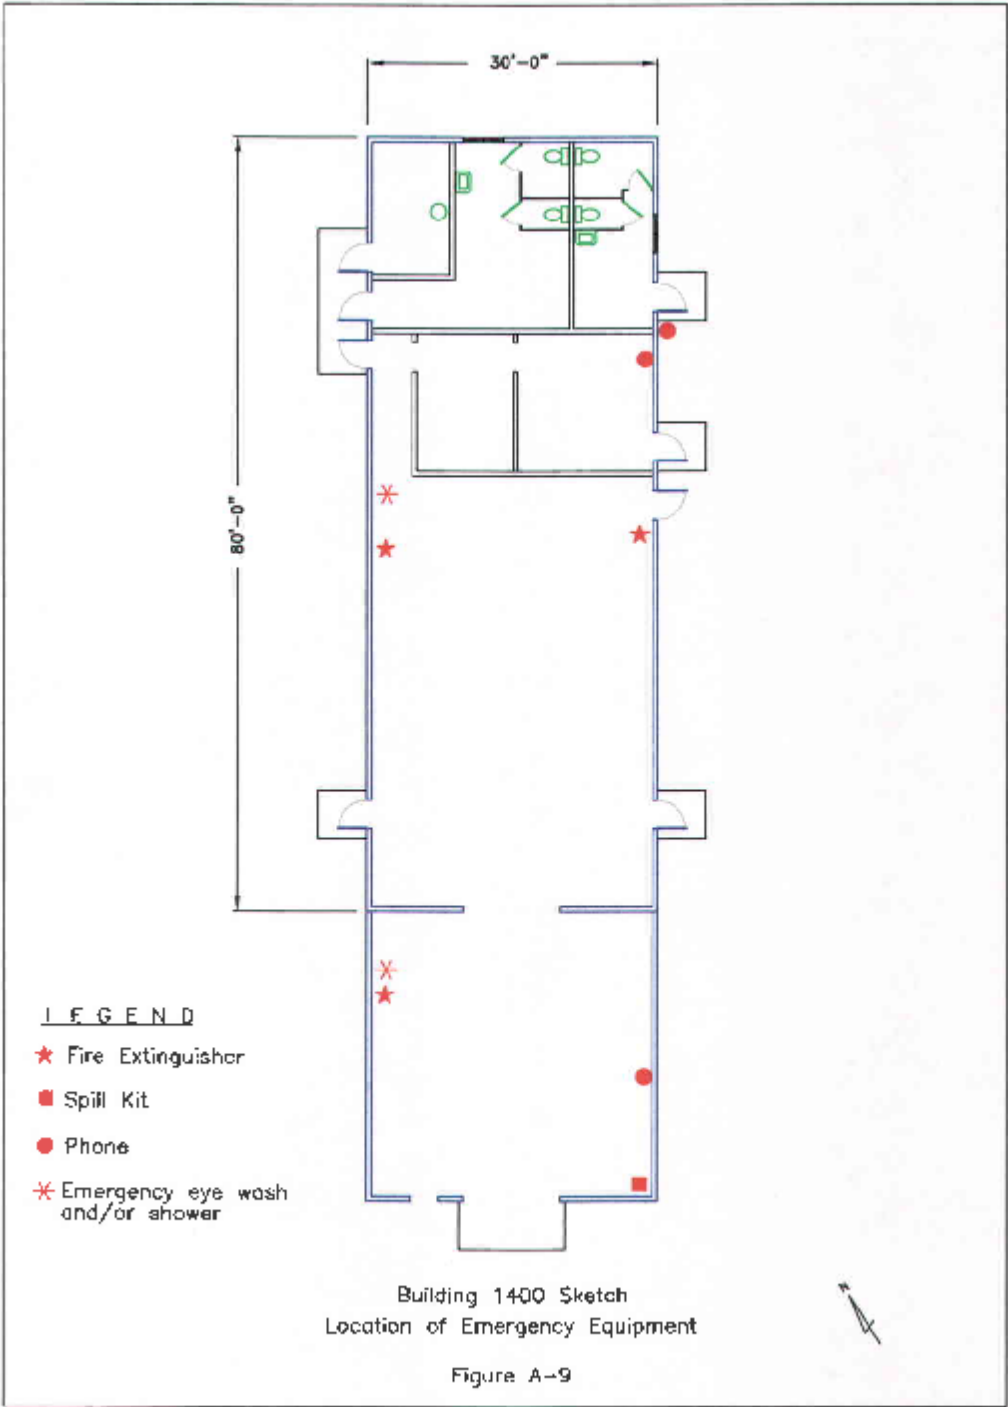 30'-0"
80'-0"
L E G E N D
Fire Extinguisher
Spill Kit
Phone
Emergency eye wash
and/or shower
Building 1400 Sketch
Location of Emergency Equipment
Figure A-9
N